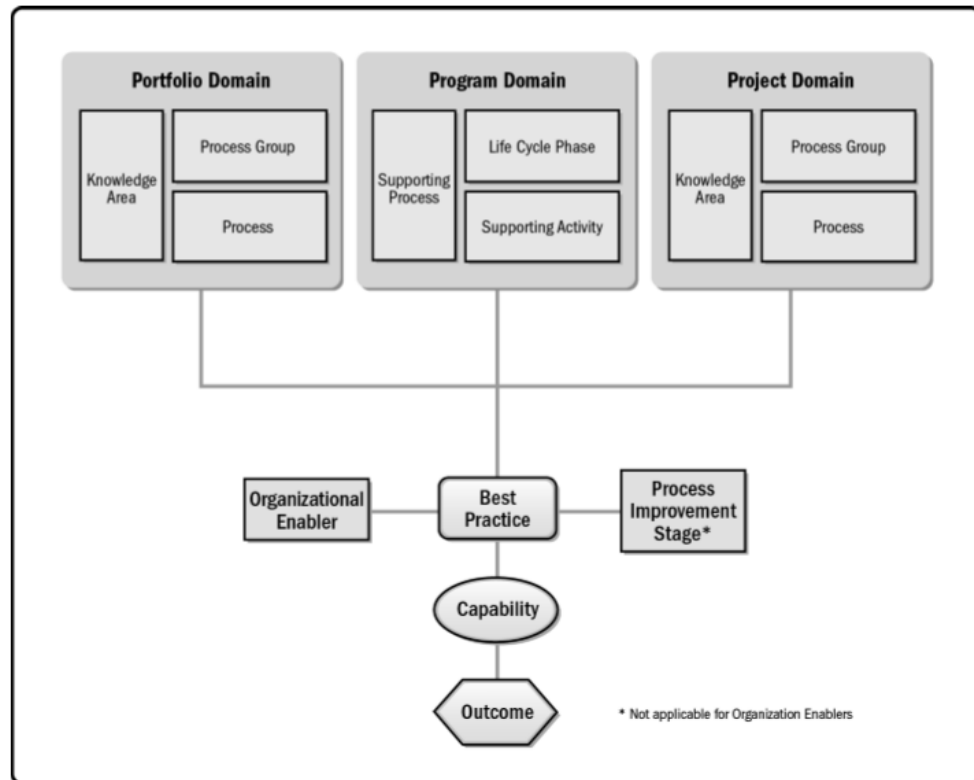 Portfolio Domain
Knowledge
Area
Process Group
Process
Program Domain
Supporting
Process
Life Cycle Phase
Supporting Activity
Project Domain
Knowledge
Area
Process Group
Process
Organizational
Enabler
Best
Practice
Process
Improvement
Stage*
Capability
Outcome
* Not applicable for Organization Enablers